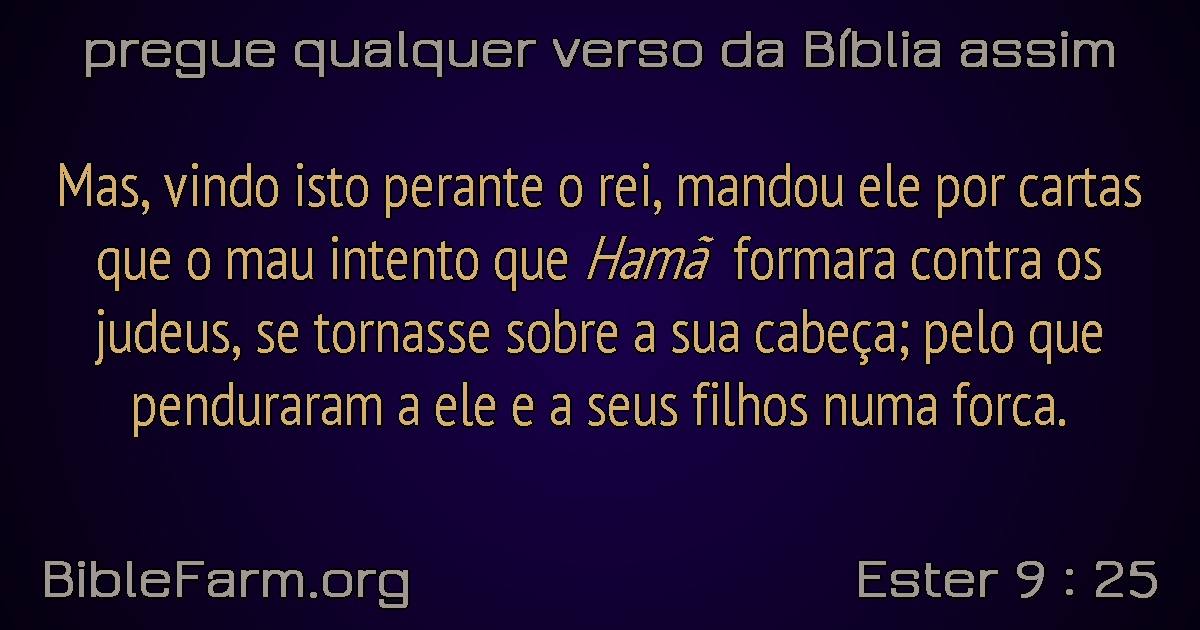 pregue qualquer verso da Bíblia assim
Mas, vindo isto perante o rei, mandou ele por cartas
que o mau intento que Hamã formara contra os
judeus, se tornasse sobre a sua cabeça; pelo que
penduraram a ele e a seus filhos numa forca.
BibleFarm.org
Ester 9 : 25